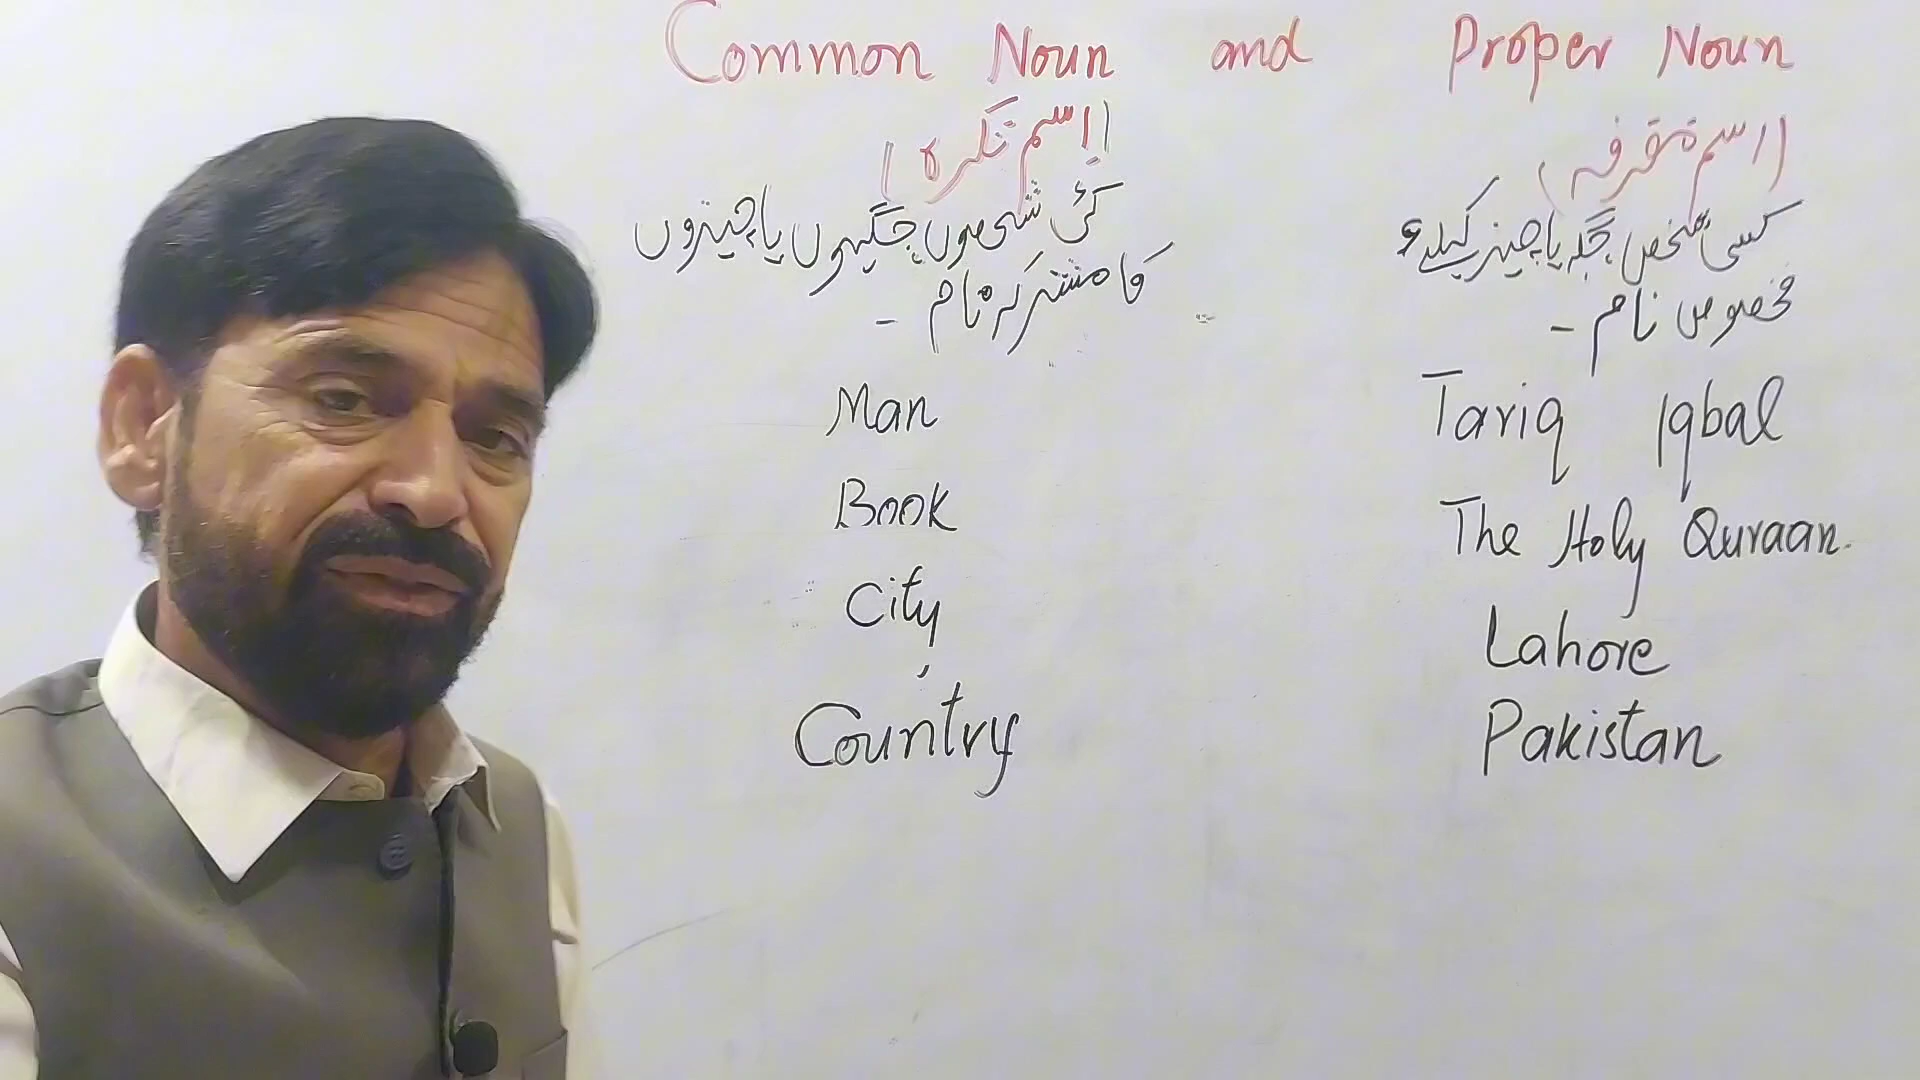 Common Noun and Proper Noun
(اسم نکرہ)
(اسم معرفہ)
کئی شخصوں جگہوں یا چیزوں
کا مشترکہ نام -
کسی شخص جگہ یا چیز کیلئے
مخصوص نام -
Man
Tariq Iqbal
Book
The Holy Quraan.
City
Lahore
Country
Pakistan